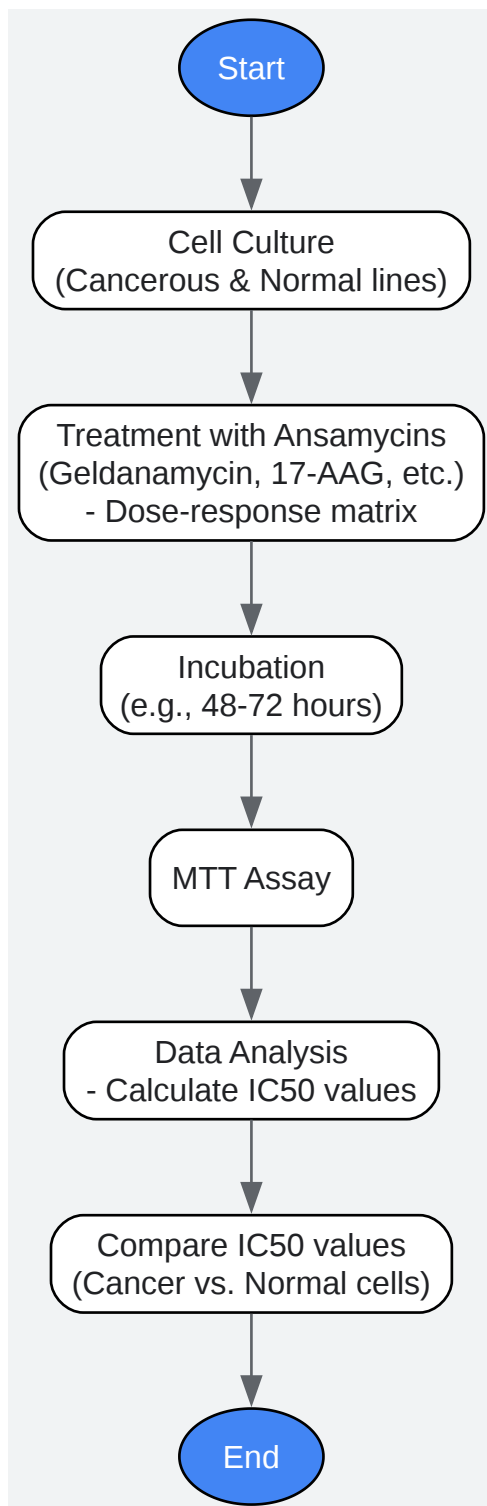 Start
Cell Culture
(Cancerous & Normal lines)
Treatment with Ansamycins
(Geldanamycin, 17-AAG, etc.)
- Dose-response matrix
Incubation
(e.g., 48-72 hours)
MTT Assay
Data Analysis
- Calculate IC50 values
Compare IC50 values
(Cancer vs. Normal cells)
End